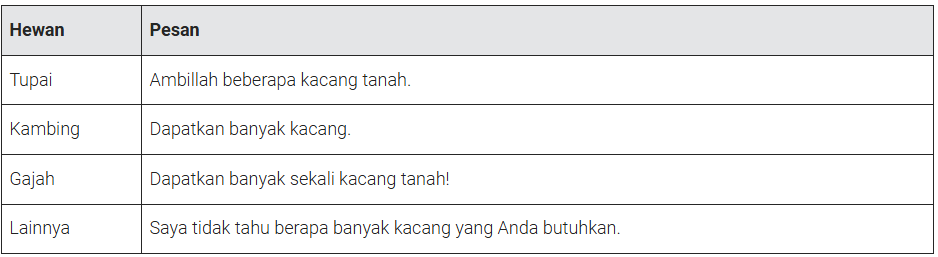 Hewan Pesan
Tupai Ambillah beberapa kacang tanah.
Kambing Dapatkan banyak kacang.
Gajah Dapatkan banyak sekali kacang tanah!
Lainnya Saya tidak tahu berapa banyak kacang yang Anda butuhkan.